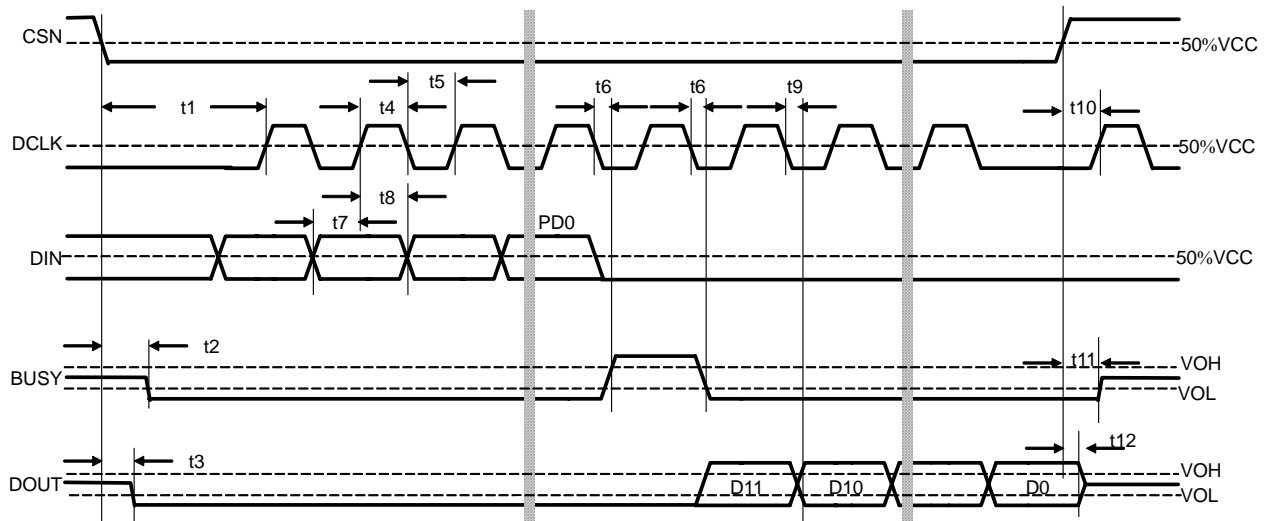 CSN
50%VCC
t5
t6
t6
t9
t1
t4
t10
DCLK
50%VCC
t8
t7
PD0
DIN
50%VCC
t2
t11
VOH
BUSY
VOL
t3
t12
VOH
DOUT
D11
D10
D0
VOL